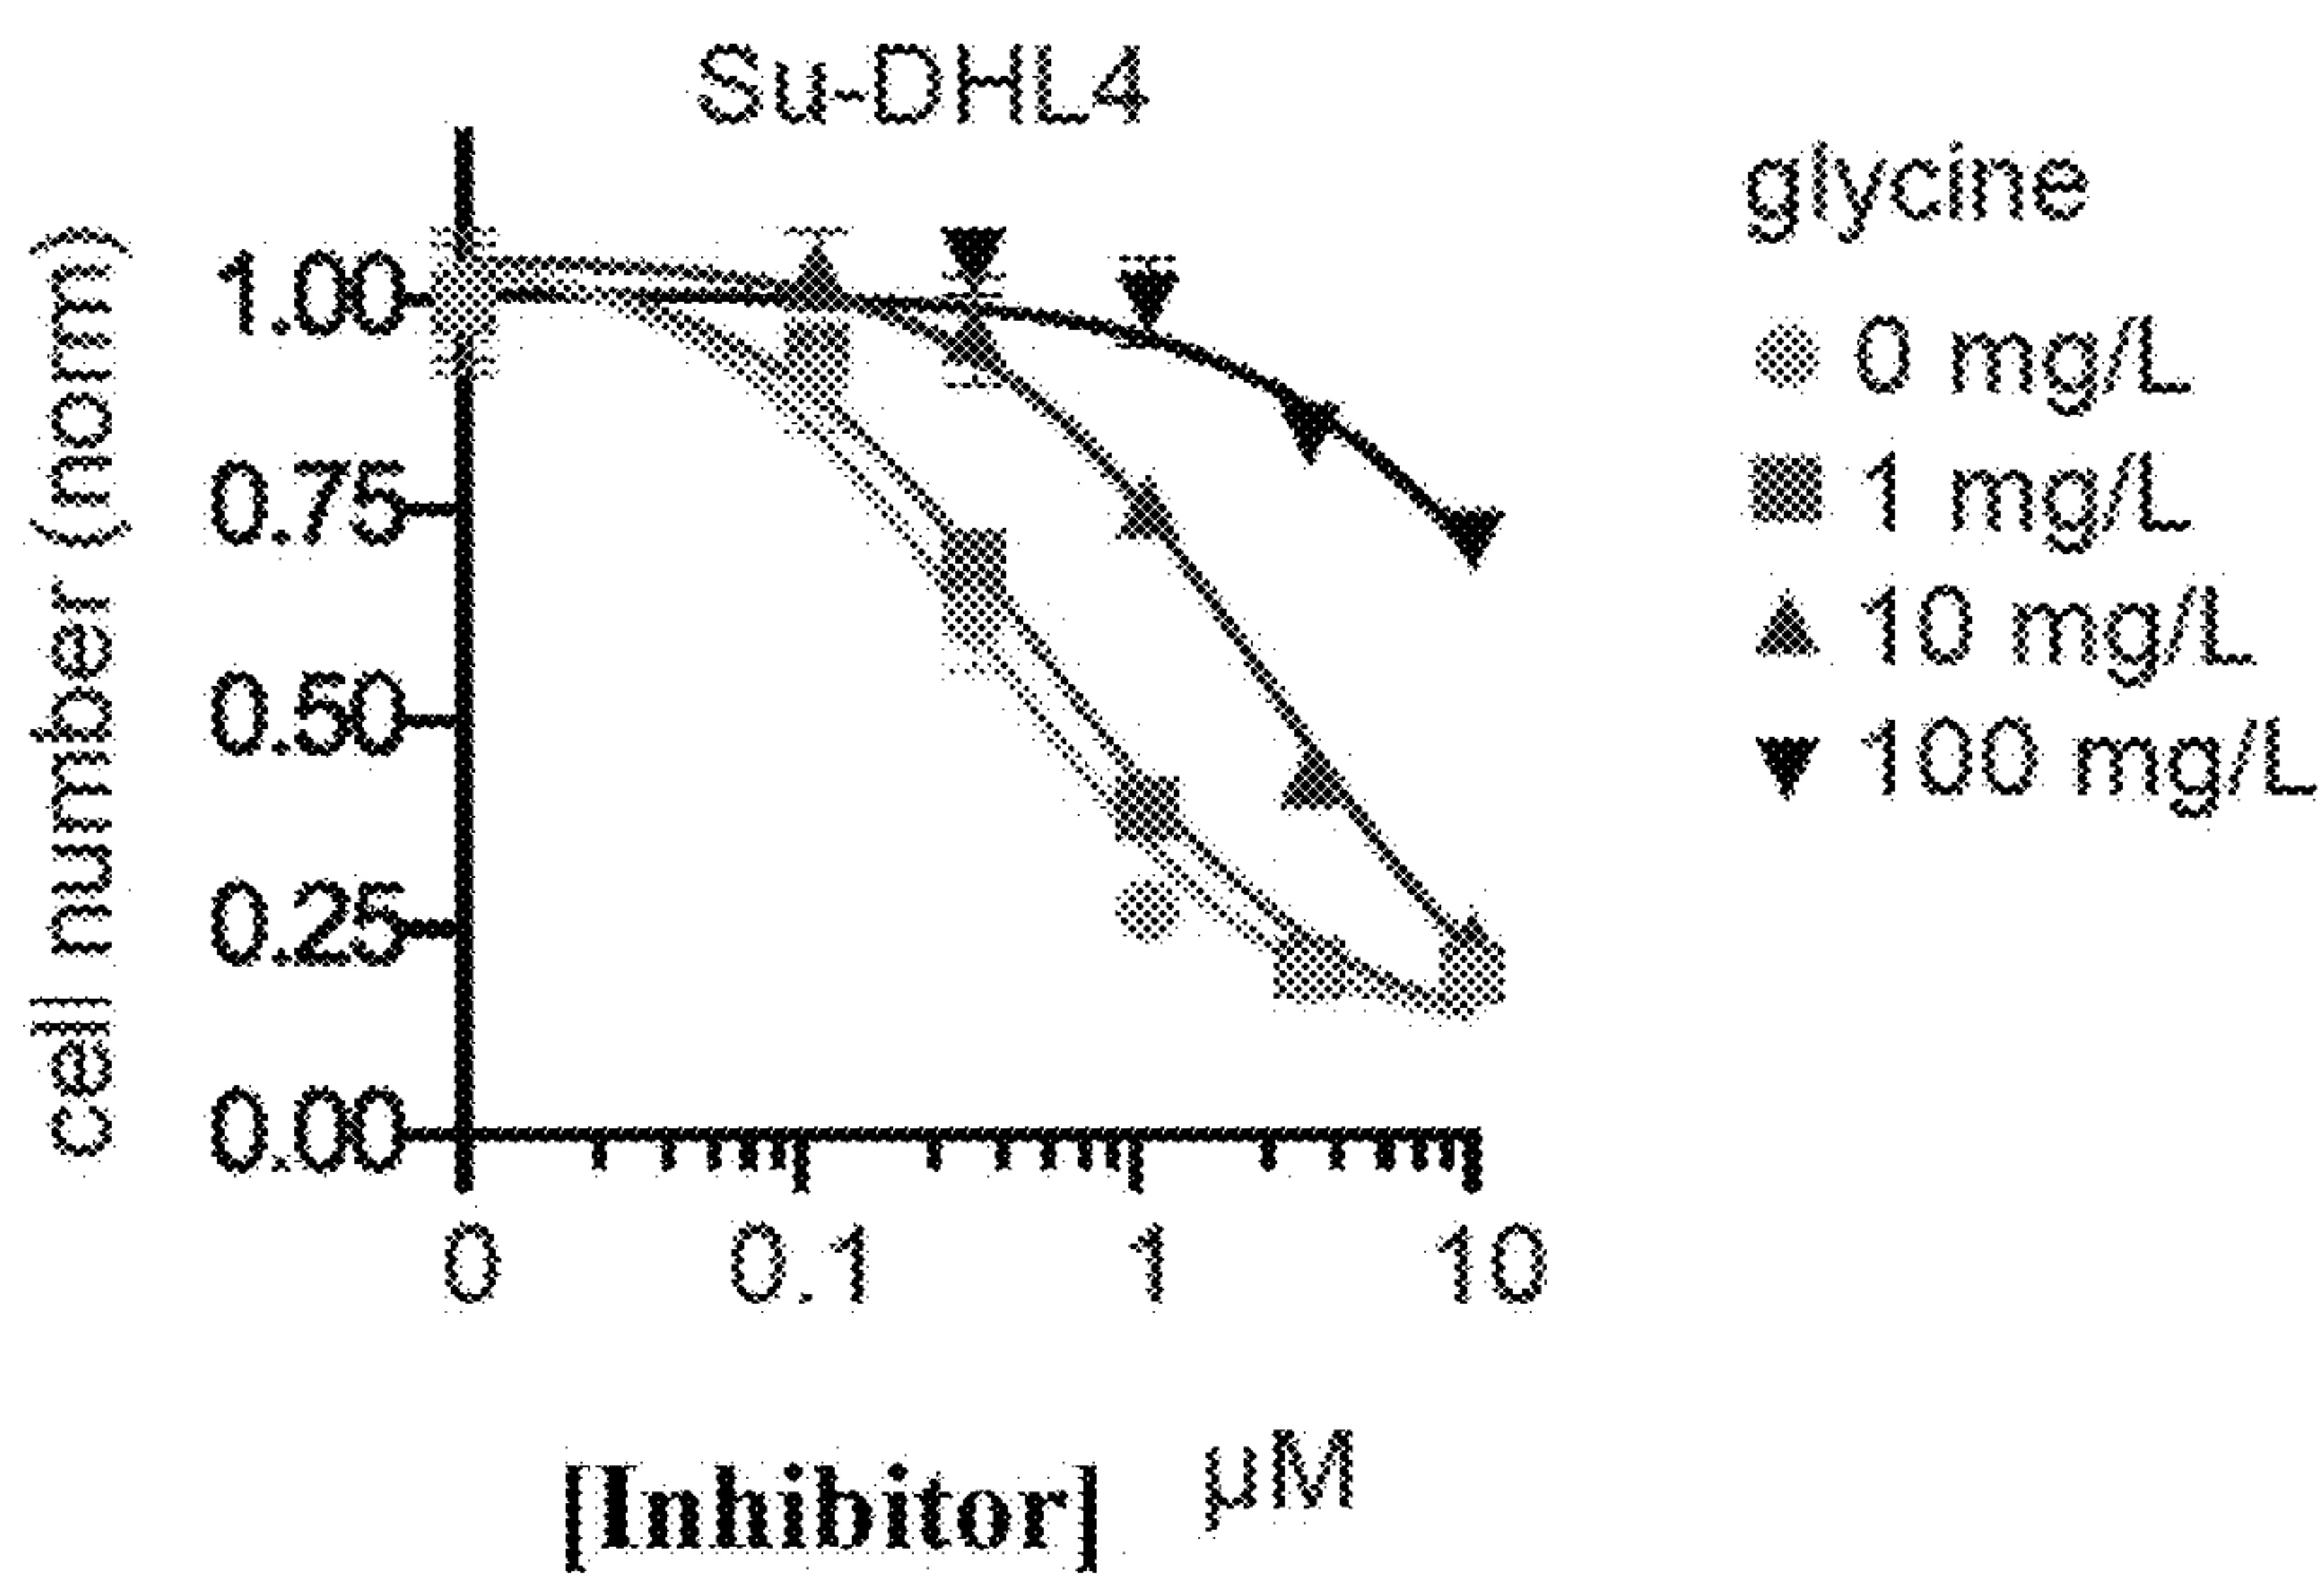 Su-DHL4
cell number (norm)
1.00
0.75
0.50
0.25
0.00
0 0.1 1 10
[Inhibitor] µM
glycine
0 mg/L
1 mg/L
10 mg/L
100 mg/L